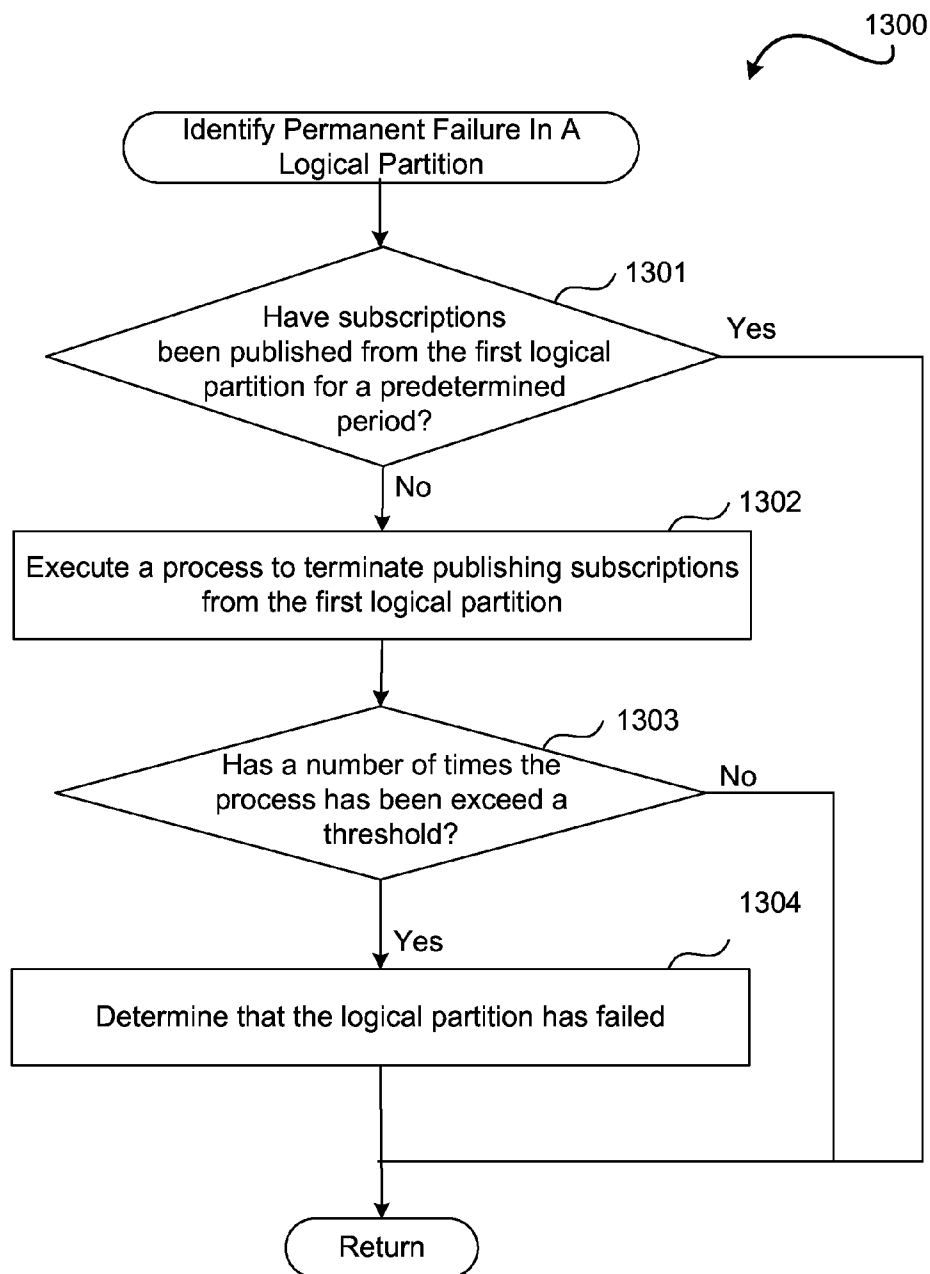 1300
Identify Permanent Failure In A
Logical Partition
1301
Have subscriptions
been published from the first logical
partition for a predetermined
period?
Yes
No
1302
Execute a process to terminate publishing subscriptions
from the first logical partition
1303
Has a number of times the
process has been exceed a
threshold?
No
Yes
1304
Determine that the logical partition has failed
Return